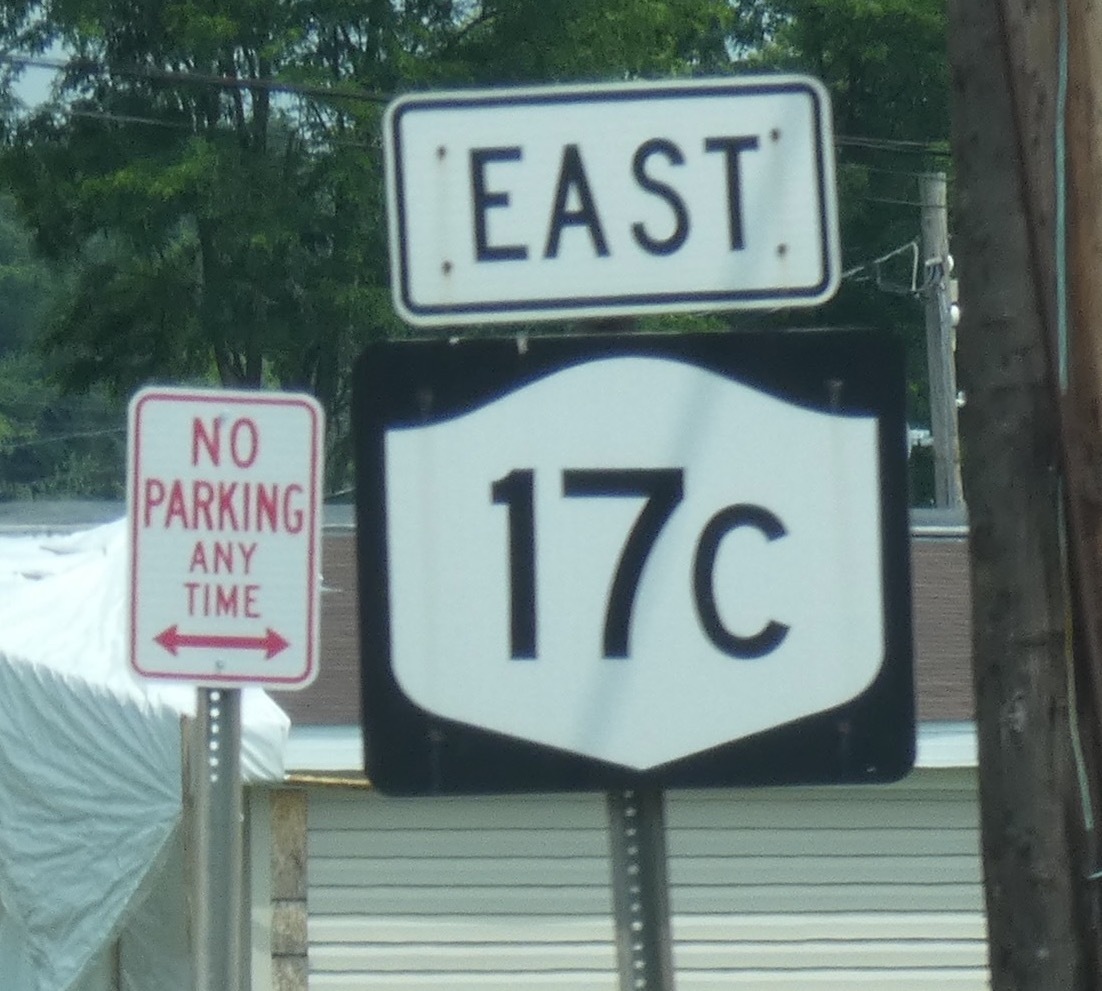 EAST
17C
NO
PARKING
ANY
TIME